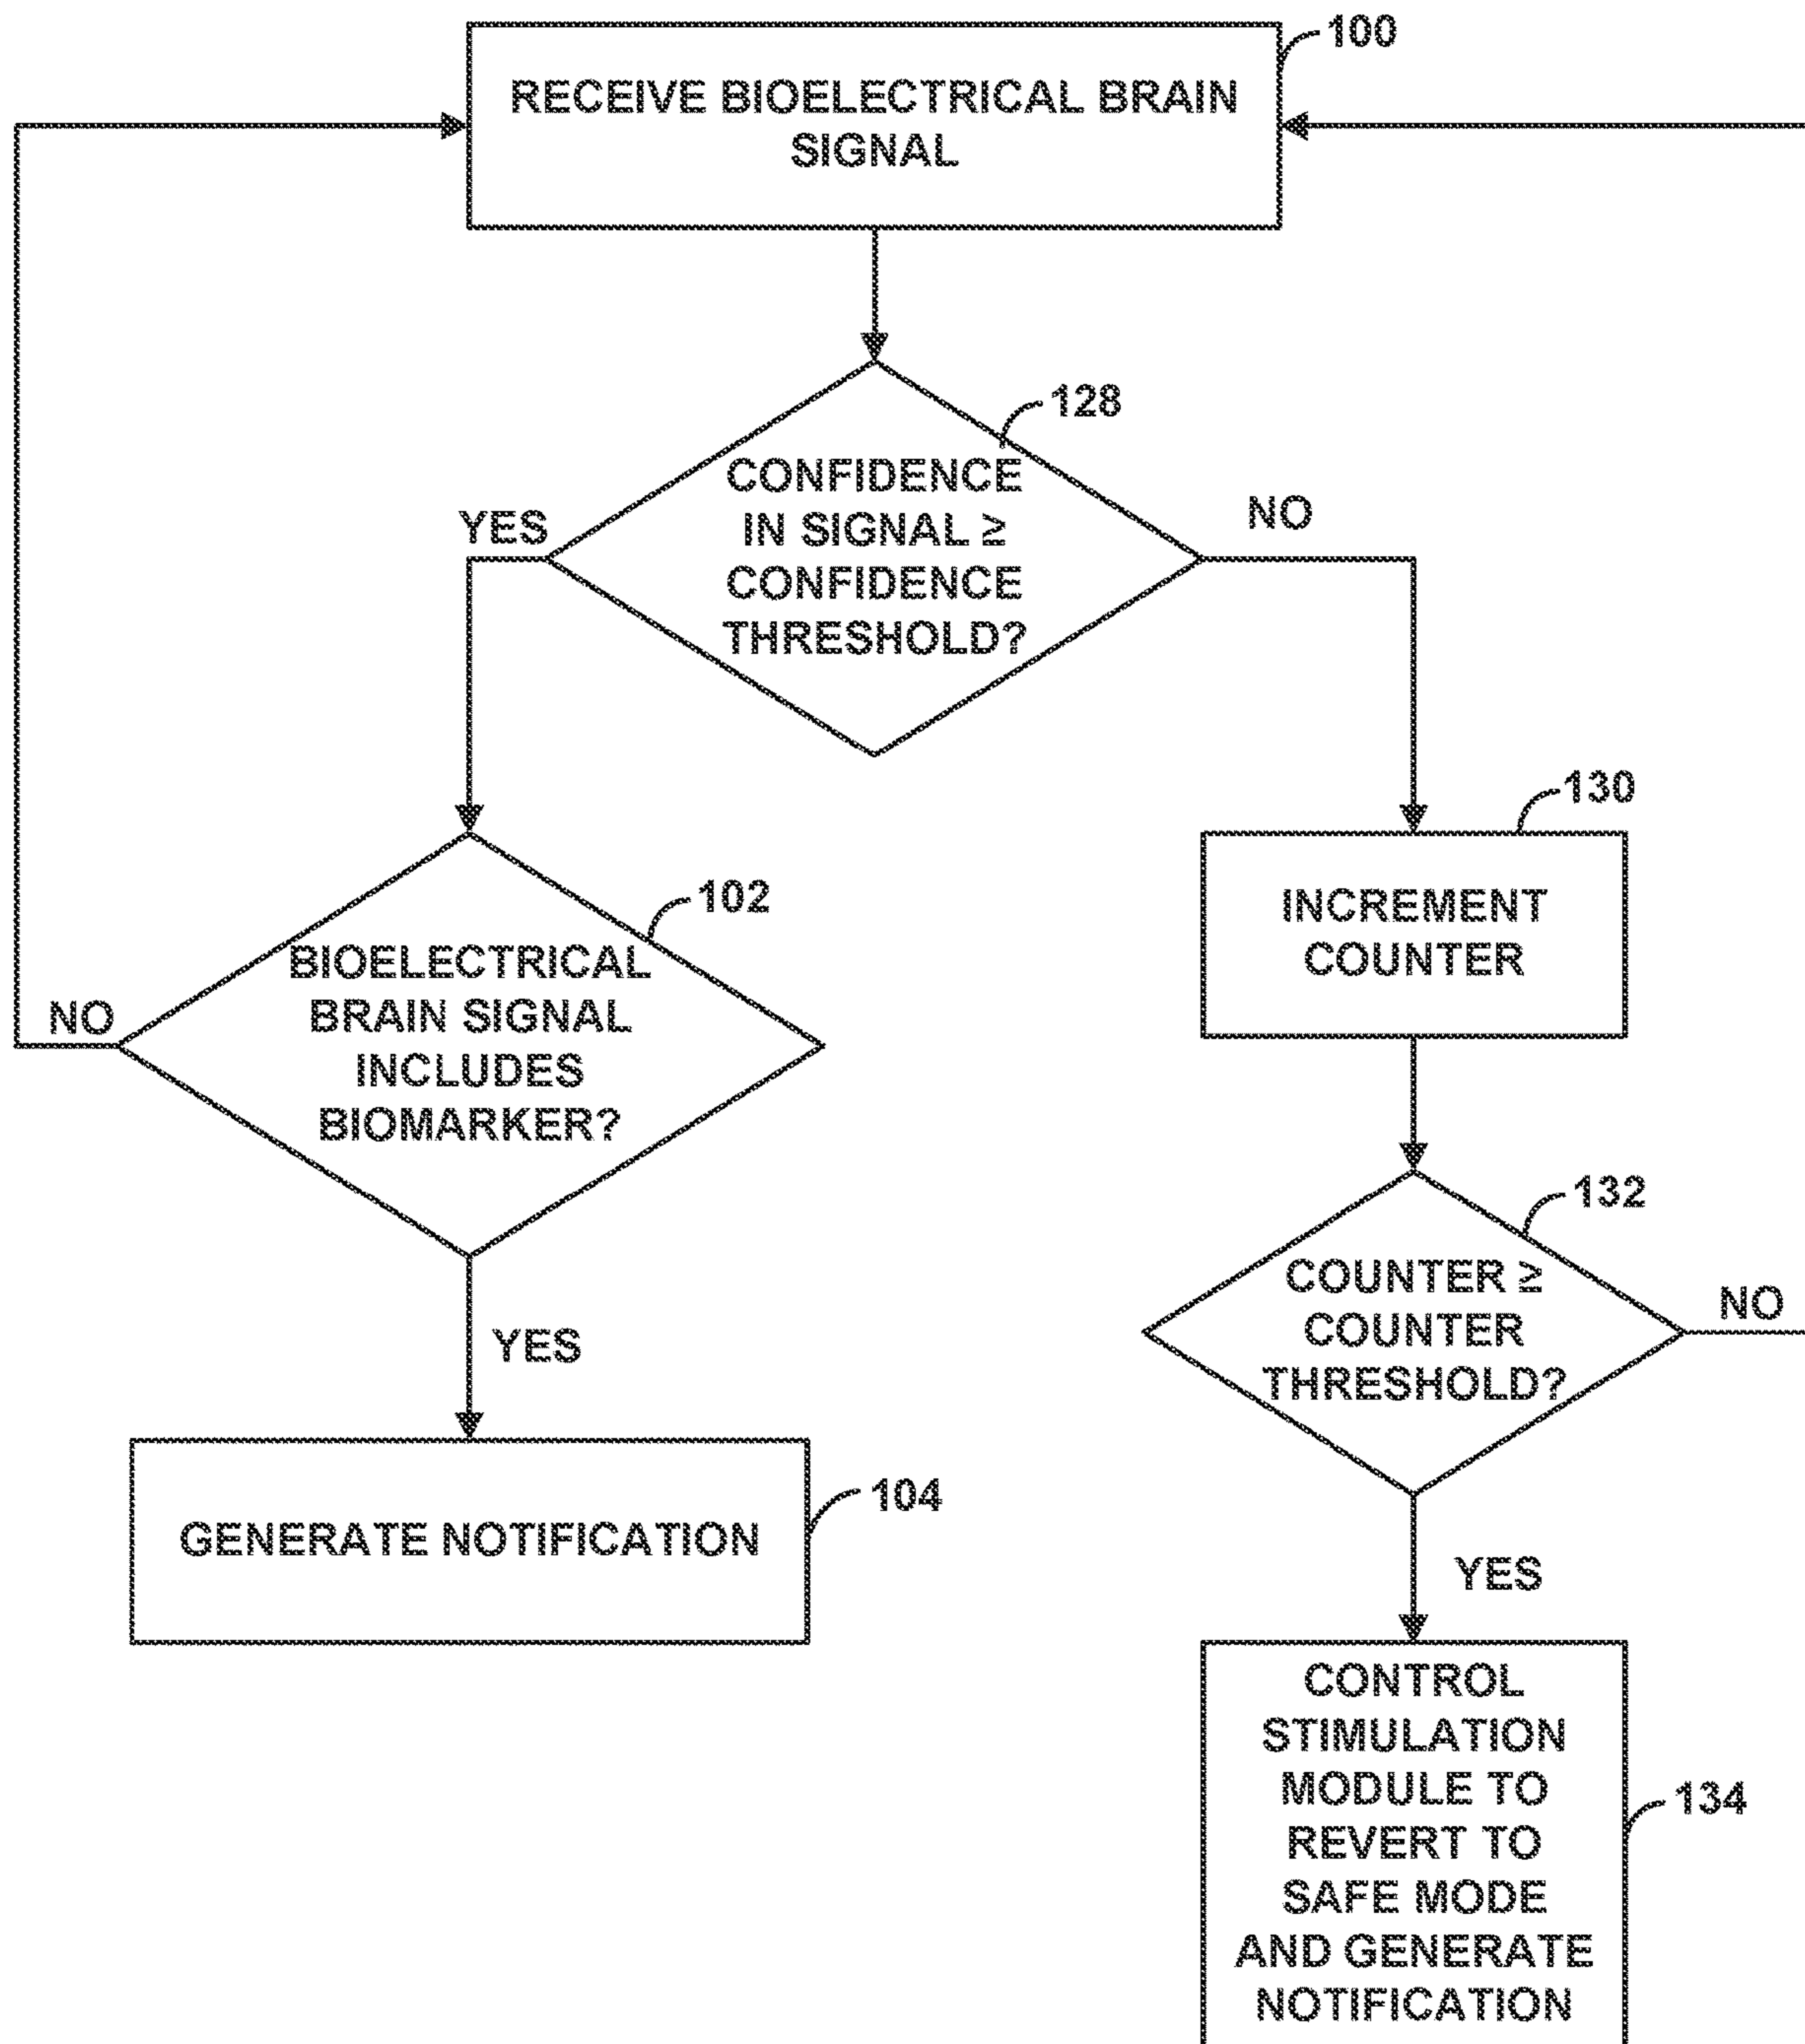 100
RECEIVE BIOELECTRICAL BRAIN
SIGNAL
128
CONFIDENCE
IN SIGNAL ≥
CONFIDENCE
THRESHOLD?
YES
NO
130
INCREMENT
COUNTER
102
BIOELECTRICAL
BRAIN SIGNAL
INCLUDES
BIOMARKER?
NO
YES
132
COUNTER ≥
COUNTER
THRESHOLD?
NO
YES
104
GENERATE NOTIFICATION
134
CONTROL
STIMULATION
MODULE TO
REVERT TO
SAFE MODE
AND GENERATE
NOTIFICATION